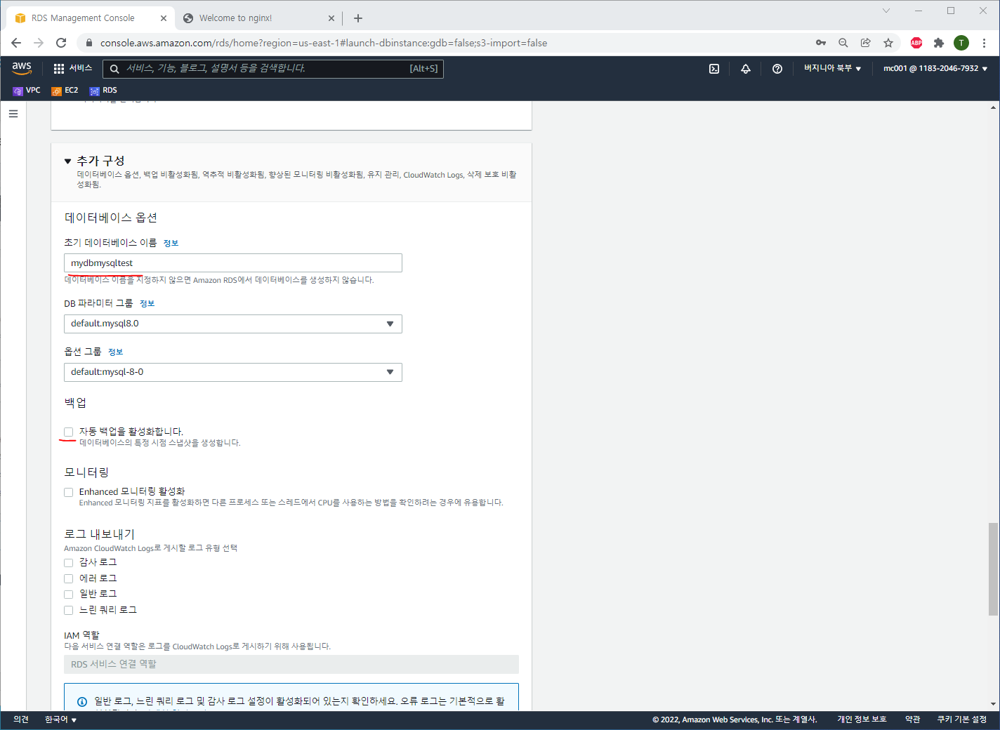 RDS Management Console
Welcome to nginx!
console.aws.amazon.com/rds/home?region=us-east-1#launch-dbinstance:gdb=false;s3-import=false
ABP
T
aws
서비스
서비스, 기능, 블로그, 설명서 등을 검색합니다.
[Alt+S]
버지니아 북부
mc001 @ 1183-2046-7932
VPC
EC2
RDS
추가 구성
데이터베이스 옵션, 백업 비활성화됨, 역추적 비활성화됨, 향상된 모니터링 비활성화됨, 유지 관리, CloudWatch Logs, 삭제 보호 비활
성화됨.
데이터베이스 옵션
초기 데이터베이스 이름 정보
mydbmysqltest
데이터베이스 이름을 지정하지 않으면 Amazon RDS에서 데이터베이스를 생성하지 않습니다.
DB 파라미터 그룹 정보
default.mysql8.0
옵션 그룹 정보
default:mysql-8-0
백업
자동 백업을 활성화합니다.
데이터베이스의 특정 시점 스냅샷을 생성합니다.
모니터링
Enhanced 모니터링 활성화
Enhanced 모니터링 지표를 활성화하면 다른 프로세스 또는 스레드에서 CPU를 사용하는 방법을 확인하려는 경우에 유용합니다.
로그 내보내기
Amazon CloudWatch Logs로 게시할 로그 유형 선택
감사 로그
에러 로그
일반 로그
느린 쿼리 로그
IAM 역할
다음 서비스 연결 역할은 로그를 CloudWatch Logs로 게시하기 위해 사용됩니다.
RDS 서비스 연결 역할
일반 로그, 느린 쿼리 로그 및 감사 로그 설정이 활성화되어 있는지 확인하세요. 오류 로그는 기본적으로 활
의견
한국어
© 2022, Amazon Web Services, Inc. 또는 계열사.
개인 정보 보호
약관
쿠키 기본 설정